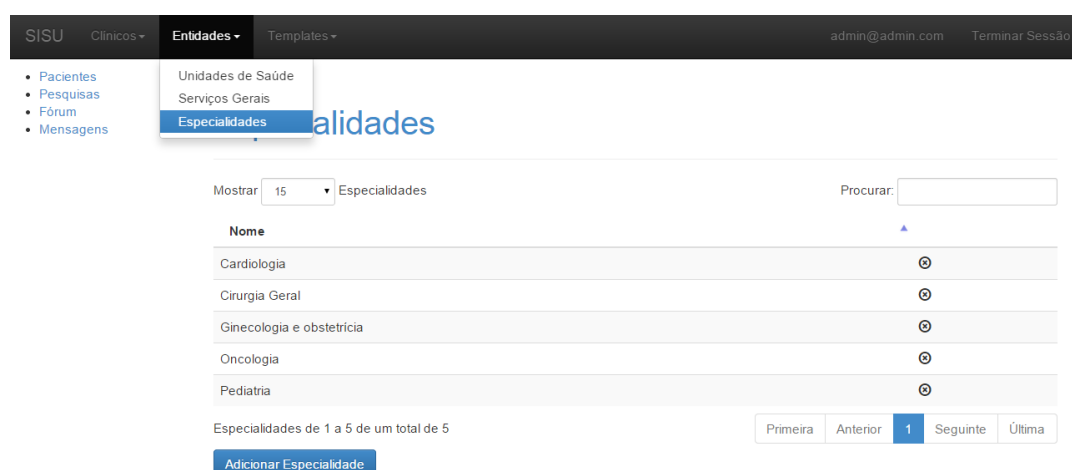 SISU Clínicos Entidades Templates admin@admin.com Terminar Sessão
Pacientes
Pesquisas
Fórum
Mensagens
Unidades de Saúde
Serviços Gerais
Especialidades
alidades
Mostrar 15 Especialidades Procurar:
Nome
Cardiologia
Cirurgia Geral
Ginecologia e obstetrícia
Oncologia
Pediatria
Especialidades de 1 a 5 de um total de 5 Primeira Anterior 1 Seguinte Última
Adicionar Especialidade